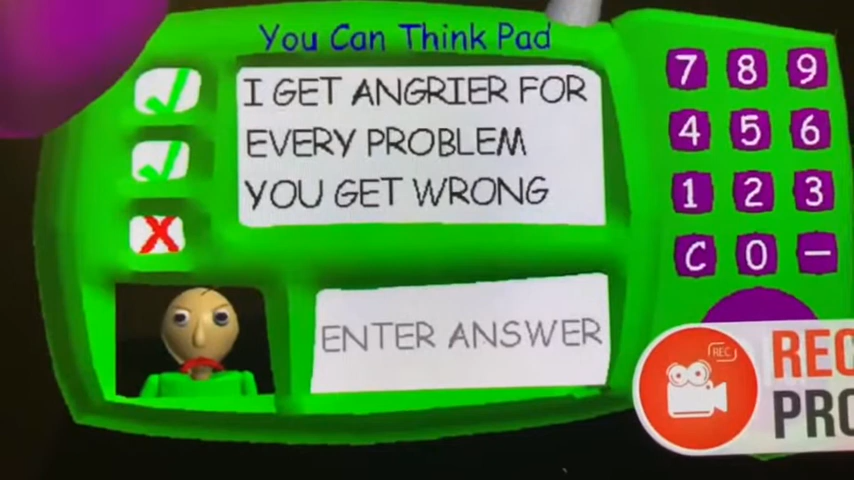 You Can Think Pad
I GET ANGRIER FOR
EVERY PROBLEM
YOU GET WRONG
ENTER ANSWER
7 8 9
4 5 6
1 2 3
C 0 —
REC
REC
PRO